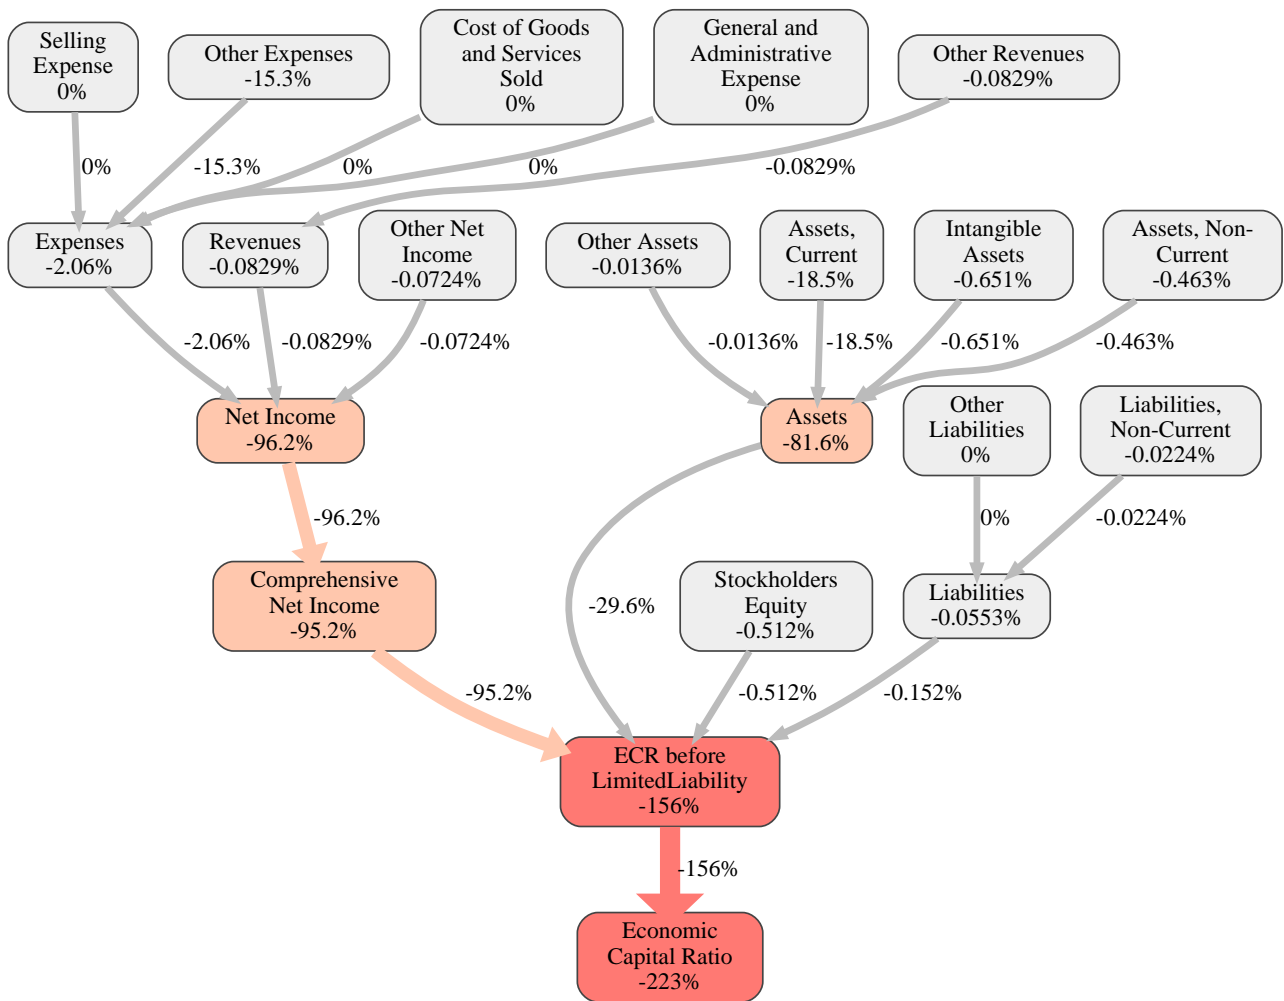 Selling
Expense
0%
Other Expenses
-15.3%
Cost of Goods
and Services
Sold
0%
General and
Administrative
Expense
0%
Other Revenues
-0.0829%
0%
-15.3%
0%
0%
-0.0829%
Expenses
-2.06%
Revenues
-0.0829%
Other Net
Income
-0.0724%
Other Assets
-0.0136%
Assets,
Current
-18.5%
Intangible
Assets
-0.651%
Assets, Non-
Current
-0.463%
-2.06%
-0.0829%
-0.0724%
-0.0136%
-18.5%
-0.651%
-0.463%
Net Income
-96.2%
Assets
-81.6%
Other
Liabilities
0%
Liabilities,
Non-Current
-0.0224%
-96.2%
0%
-0.0224%
Comprehensive
Net Income
-95.2%
-29.6%
Stockholders
Equity
-0.512%
Liabilities
-0.0553%
-95.2%
-0.512%
-0.152%
ECR before
LimitedLiability
-156%
-156%
Economic
Capital Ratio
-223%